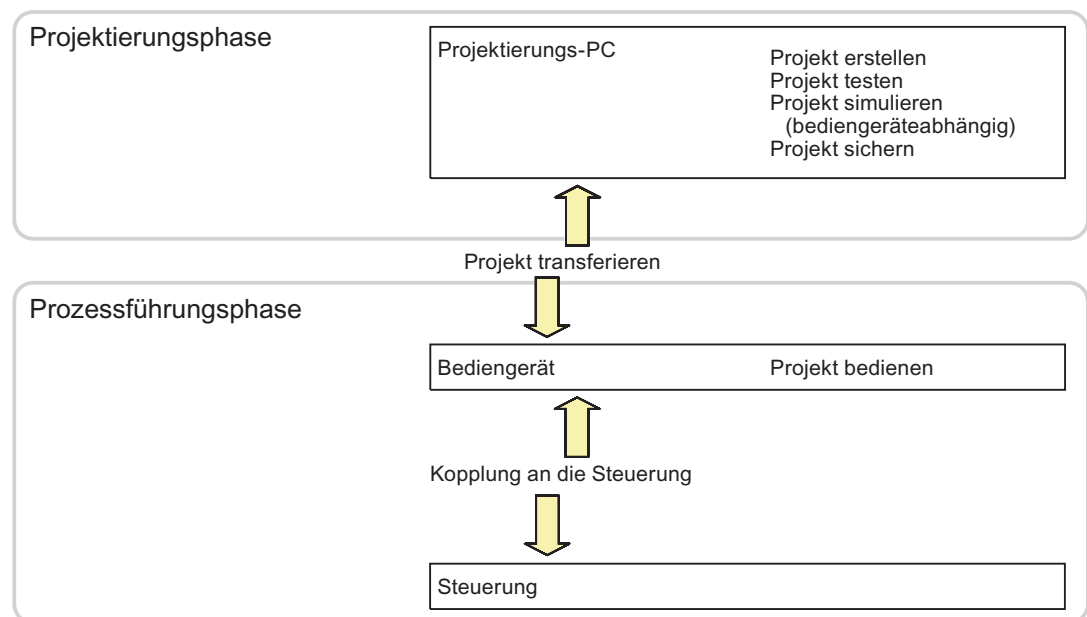 Projektierungsphase
Projektierungs-PC
Projekt erstellen
Projekt testen
Projekt simulieren
(bediengeräteabhängig)
Projekt sichern
Projekt transferieren
Prozessführungsphase
Bediengerät
Projekt bedienen
Kopplung an die Steuerung
Steuerung